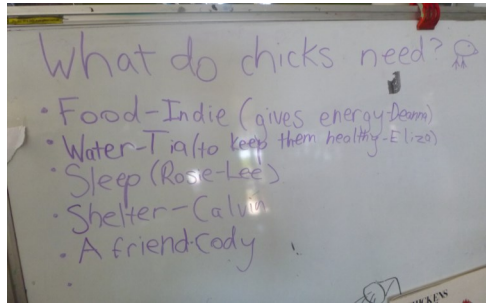 What do chicks need?
• Food-Indie (gives energy-Deanna)
• Water-Tia (to keep them healthy-Eliza)
• Sleep (Rosie-Lee)
• Shelter-Calvin
• A friend-Cody
•
CHICKENS